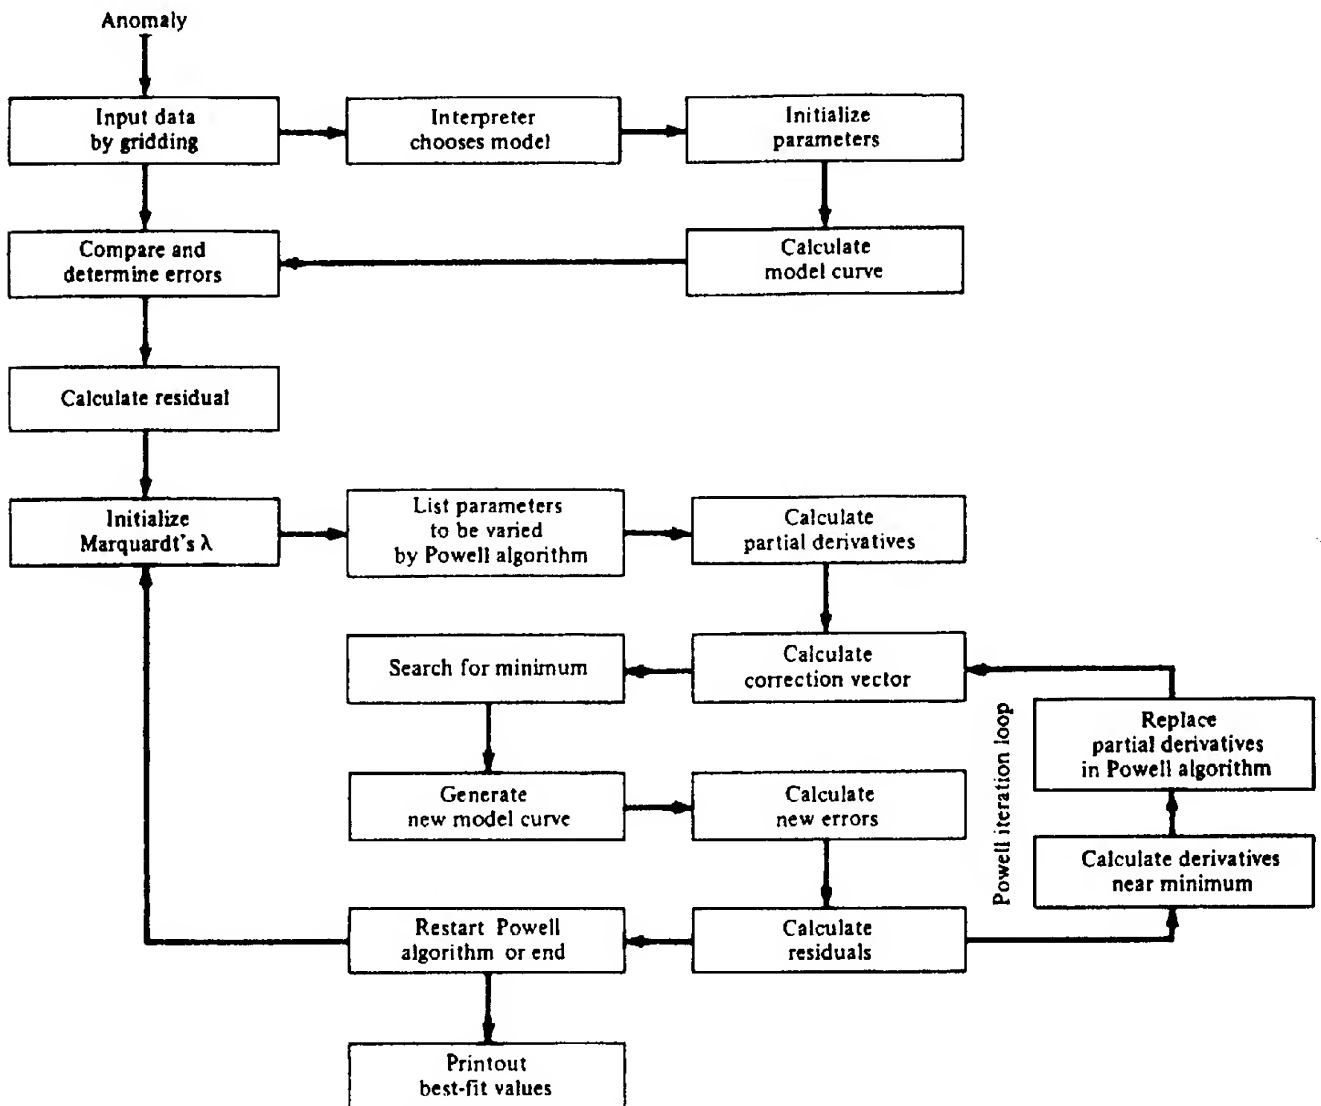 Anomaly
Input data
by gridding
Interpreter
chooses model
Initialize
parameters
Compare and
determine errors
Calculate
model curve
Calculate residual
Initialize
Marquardt's λ
List parameters
to be varied
by Powell algorithm
Calculate
partial derivatives
Search for minimum
Calculate
correction vector
Powell iteration loop
Replace
partial derivatives
in Powell algorithm
Generate
new model curve
Calculate
new errors
Calculate derivatives
near minimum
Restart Powell
algorithm or end
Calculate
residuals
Printout
best-fit values